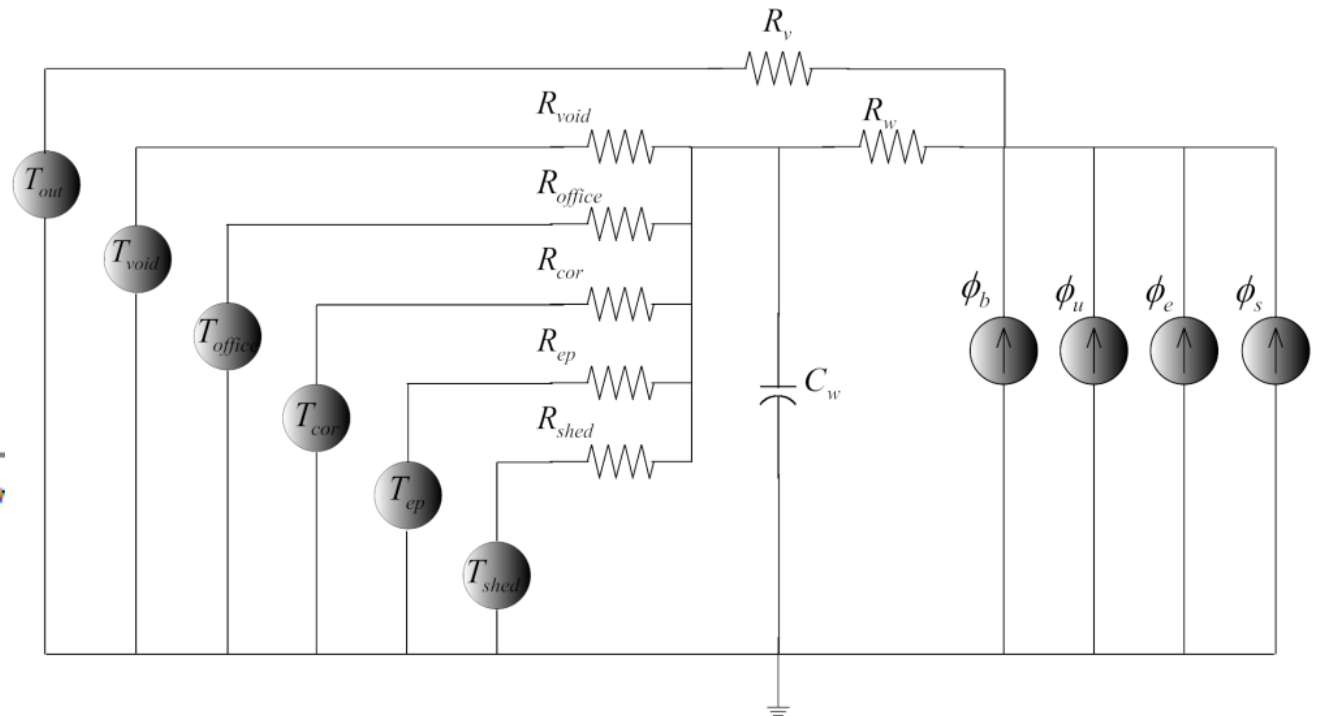 R_v
R_void
R_w
T_out
R_office
T_void
R_cor
ϕ_b ϕ_u ϕ_e ϕ_s
T_office
R_ep
C_w
T_cor
R_shed
T_ep
T_shed